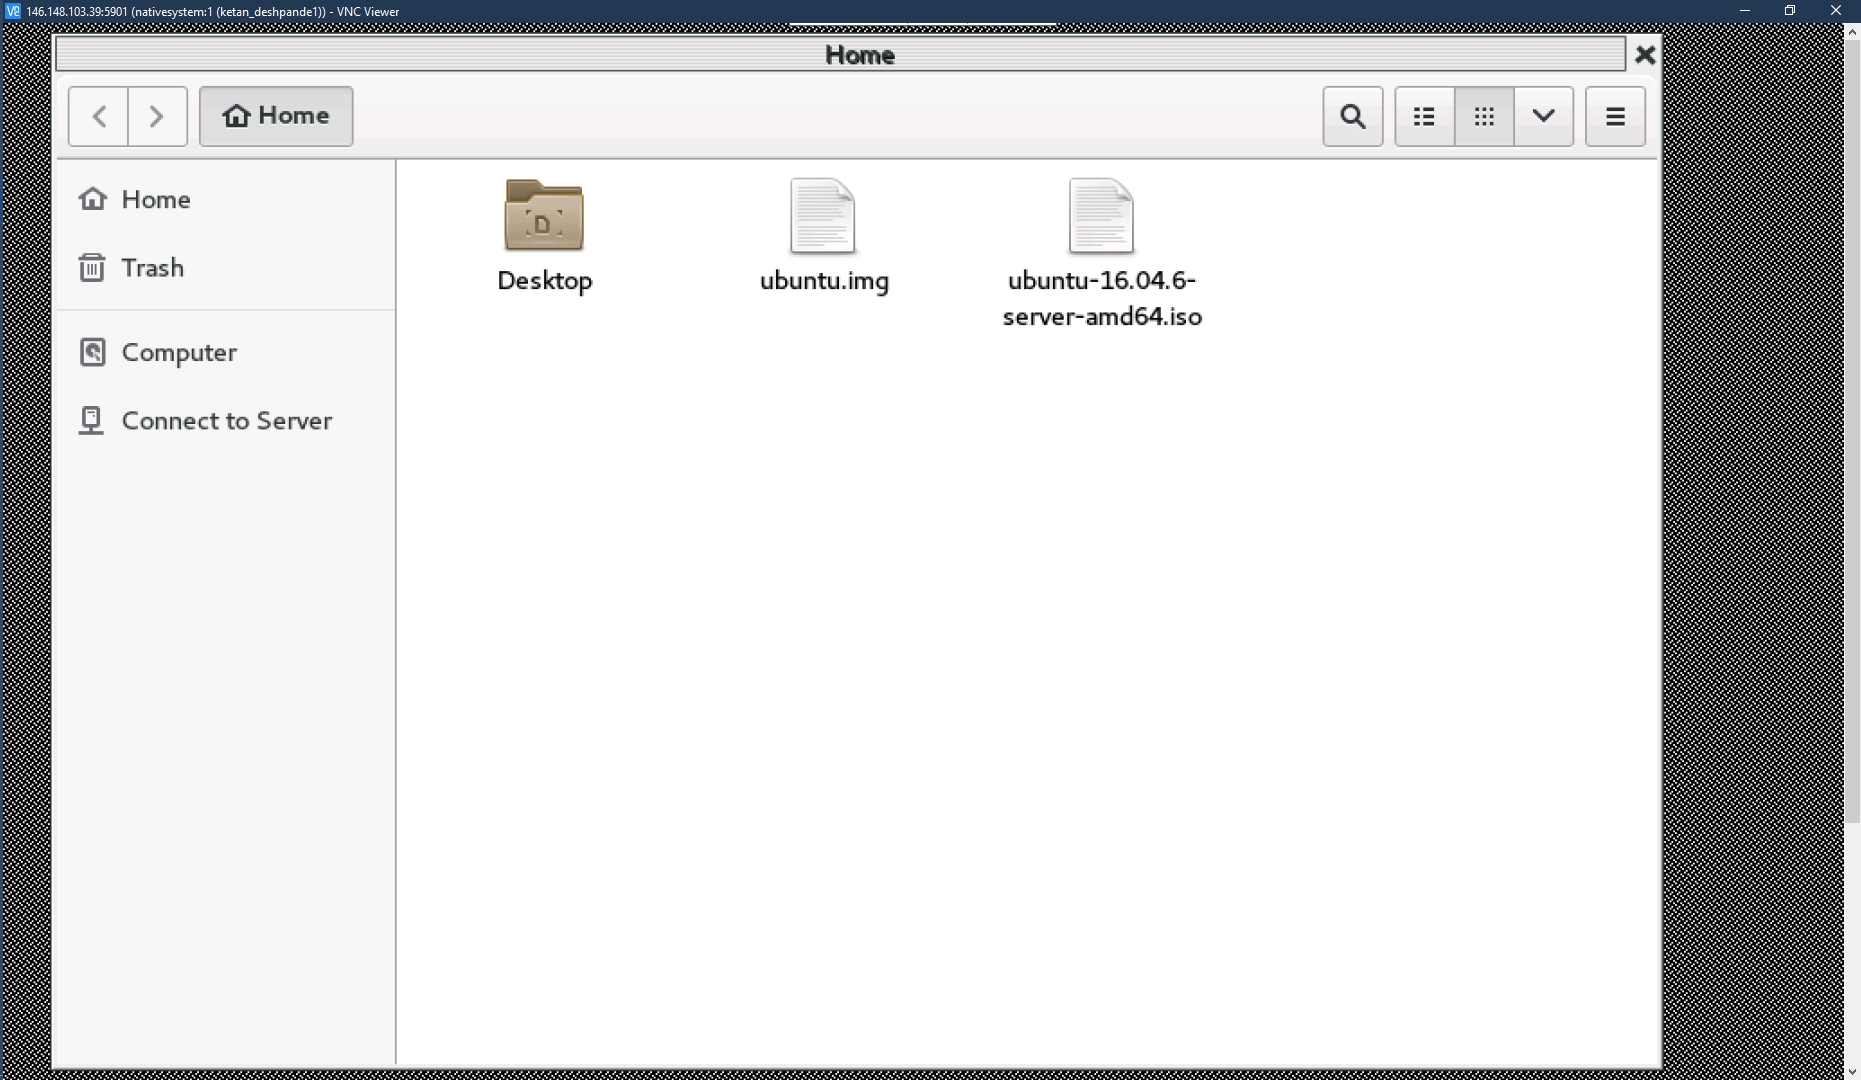 146.148.103.39:5901 (nativesystem:1 (ketan_deshpande1)) - VNC Viewer
Home
Home
Home
Trash
Computer
Connect to Server
Desktop
ubuntu.img
ubuntu-16.04.6-
server-amd64.iso